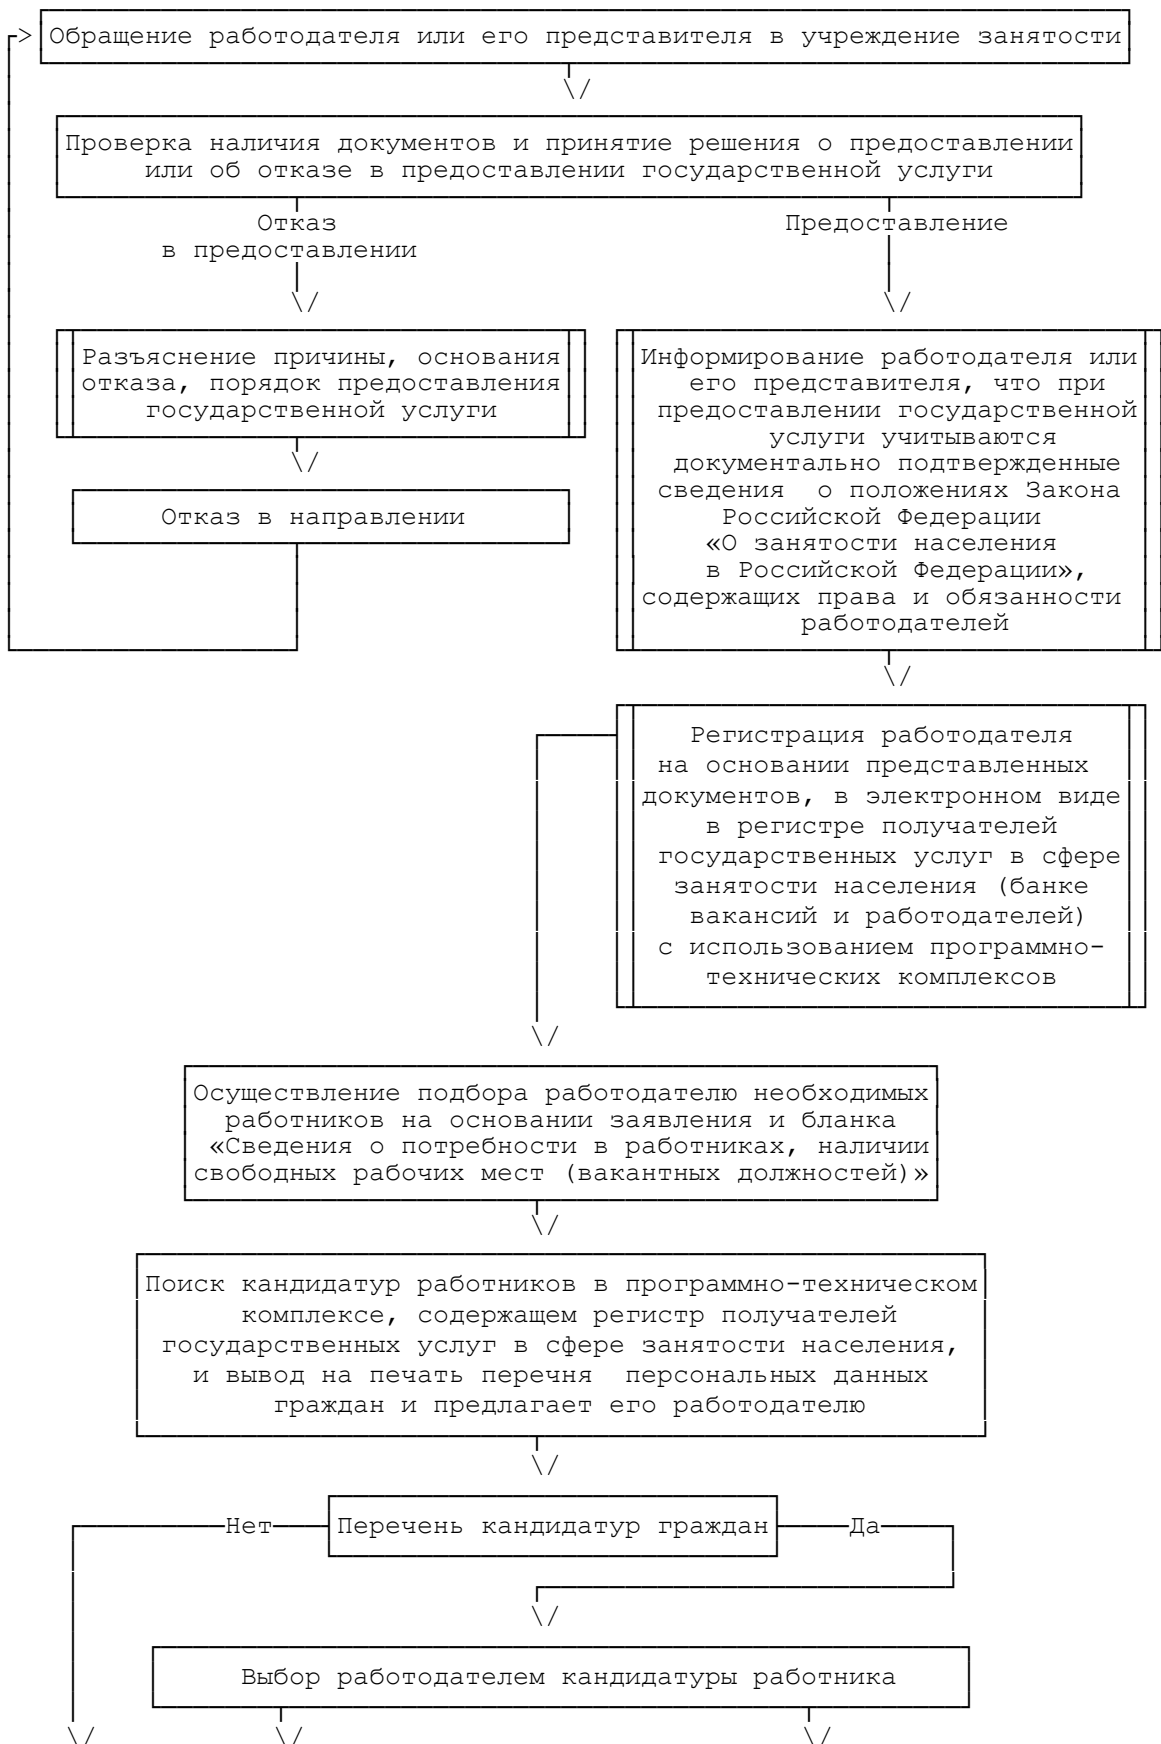 Обращение работодателя или его представителя в учреждение занятости
Проверка наличия документов и принятие решения о предоставлении
или об отказе в предоставлении государственной услуги
Отказ
в предоставлении
Предоставление
Разъяснение причины, основания
отказа, порядок предоставления
государственной услуги
Отказ в направлении
Информирование работодателя или
его представителя, что при
предоставлении государственной
услуги учитываются
документально подтвержденные
сведения о положениях Закона
Российской Федерации
«О занятости населения
в Российской Федерации»,
содержащих права и обязанности
работодателей
Регистрация работодателя
на основании представленных
документов, в электронном виде
в регистре получателей
государственных услуг в сфере
занятости населения (банке
вакансий и работодателей)
с использованием программно-
технических комплексов
Осуществление подбора работодателю необходимых
работников на основании заявления и бланка
«Сведения о потребности в работниках, наличии
свободных рабочих мест (вакантных должностей)»
Поиск кандидатур работников в программно-техническом
комплексе, содержащем регистр получателей
государственных услуг в сфере занятости населения,
и вывод на печать перечня персональных данных
граждан и предлагает его работодателю
Нет
Перечень кандидатур граждан
Да
Выбор работодателем кандидатуры работника